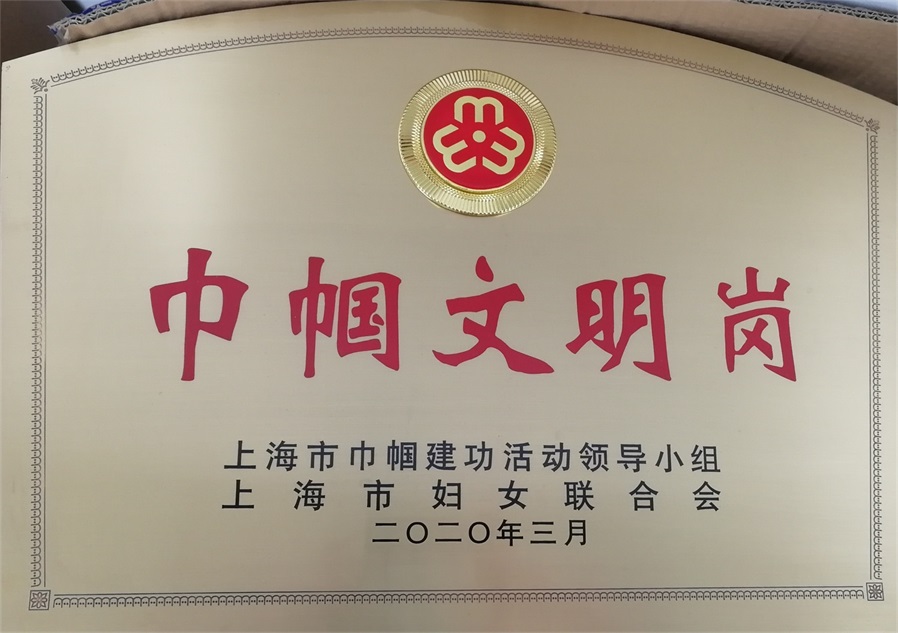 巾帼文明岗
上海市巾帼建功活动领导小组
上海市妇女联合会
二〇二〇年三月